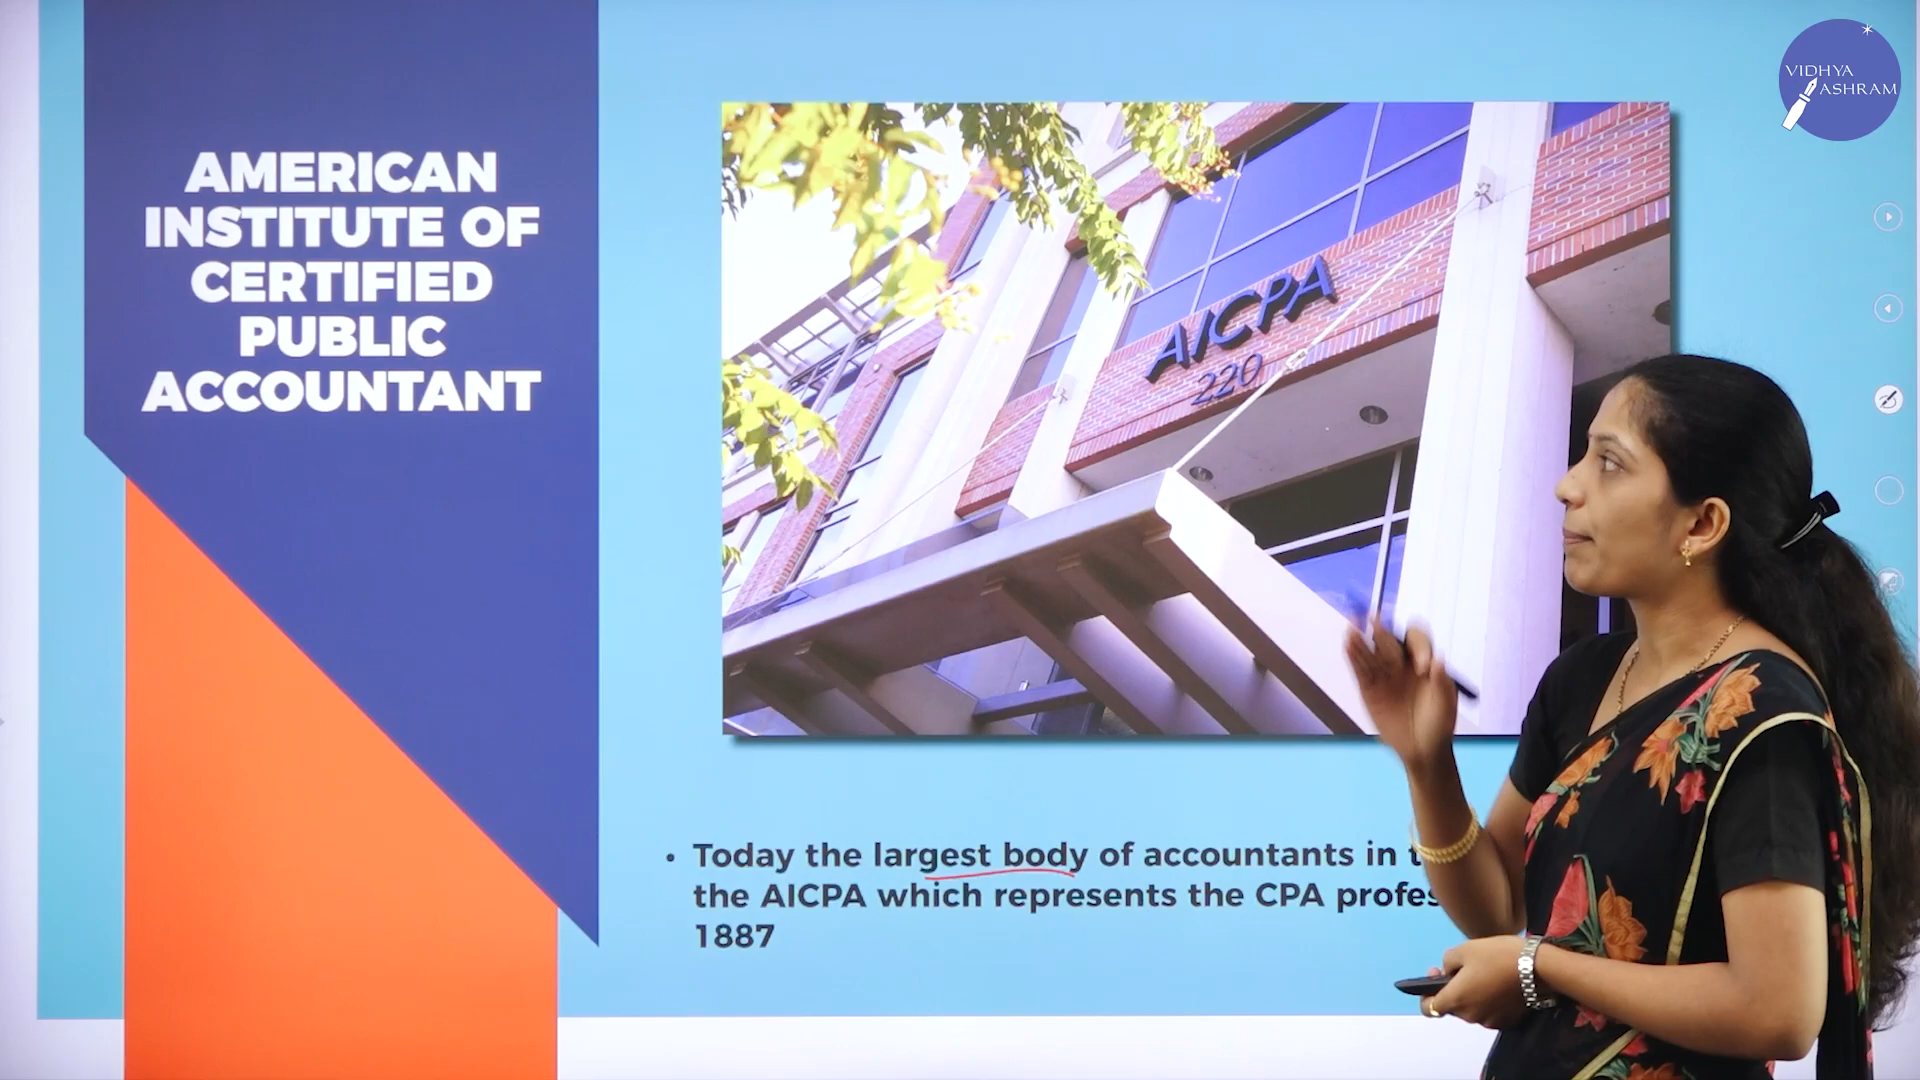 AMERICAN
INSTITUTE OF
CERTIFIED
PUBLIC
ACCOUNTANT
VIDHYA
ASHRAM
AICPA
220
• Today the largest body of accountants in
the AICPA which represents the CPA
1887